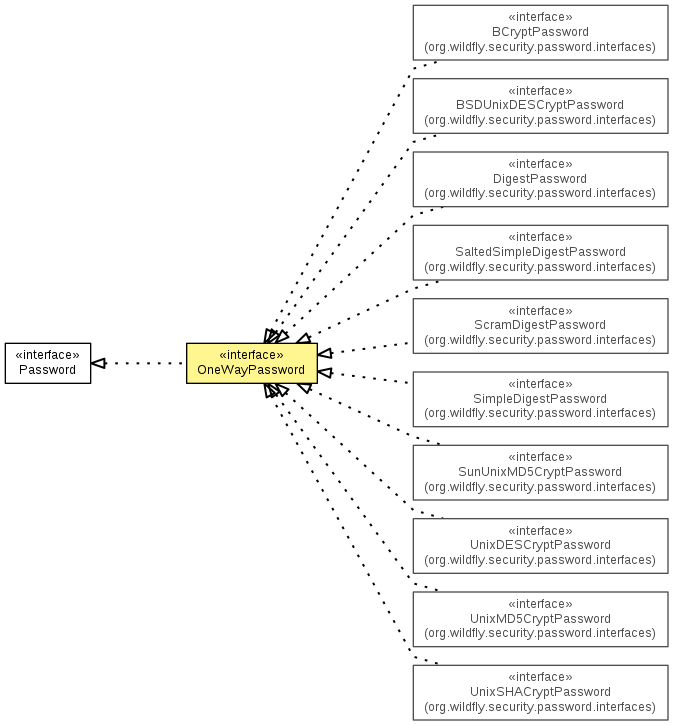 «interface»
BCryptPassword
(org.wildfly.security.password.interfaces)
«interface»
BSDUnixDESCryptPassword
(org.wildfly.security.password.interfaces)
«interface»
DigestPassword
(org.wildfly.security.password.interfaces)
«interface»
SaltedSimpleDigestPassword
(org.wildfly.security.password.interfaces)
«interface»
ScramDigestPassword
(org.wildfly.security.password.interfaces)
«interface»
Password
«interface»
OneWayPassword
«interface»
SimpleDigestPassword
(org.wildfly.security.password.interfaces)
«interface»
SunUnixMD5CryptPassword
(org.wildfly.security.password.interfaces)
«interface»
UnixDESCryptPassword
(org.wildfly.security.password.interfaces)
«interface»
UnixMD5CryptPassword
(org.wildfly.security.password.interfaces)
«interface»
UnixSHACryptPassword
(org.wildfly.security.password.interfaces)